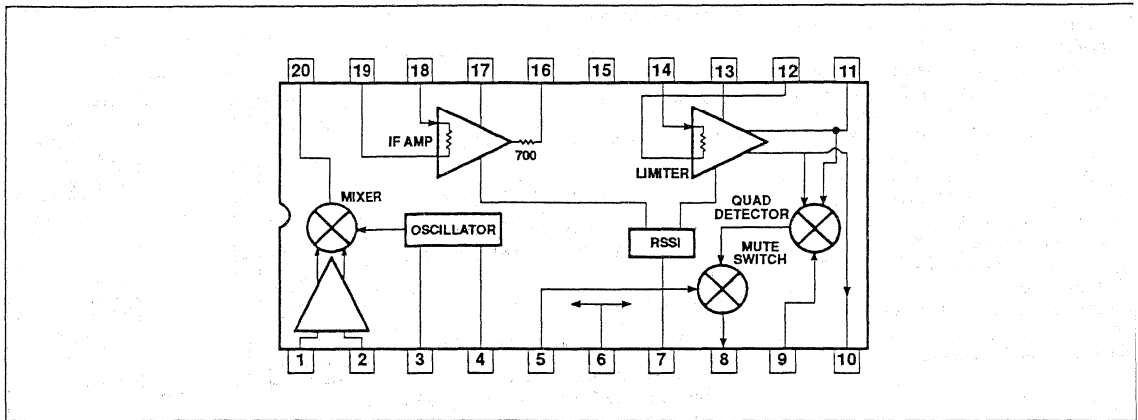 20 19 18 17 16 15 14 13 12 11
IF AMP
700
LIMITER
MIXER
OSCILLATOR
QUAD
DETECTOR
RSSI
MUTE
SWITCH
1 2 3 4 5 6 7 8 9 10